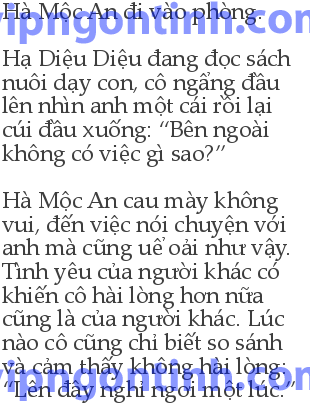 Hà Mộc An đi vào phòng.
vipngontinh.com
Hạ Diệu Diệu đang đọc sách
nuôi dạy con, cô ngẩng đầu
lên nhìn anh một cái rồi lại
cúi đầu xuống: “Bên ngoài
không có việc gì sao?”
Hà Mộc An cau mày không
vui, đến việc nói chuyện với
anh mà cũng uể oải như vậy.
Tình yêu của người khác có
khiến cô hài lòng hơn nữa
cũng là của người khác. Lúc
nào cô cũng chỉ biết so sánh
và cảm thấy không hài lòng:
vipngontinh.com
“Lên đây nghỉ ngơi một lúc.”